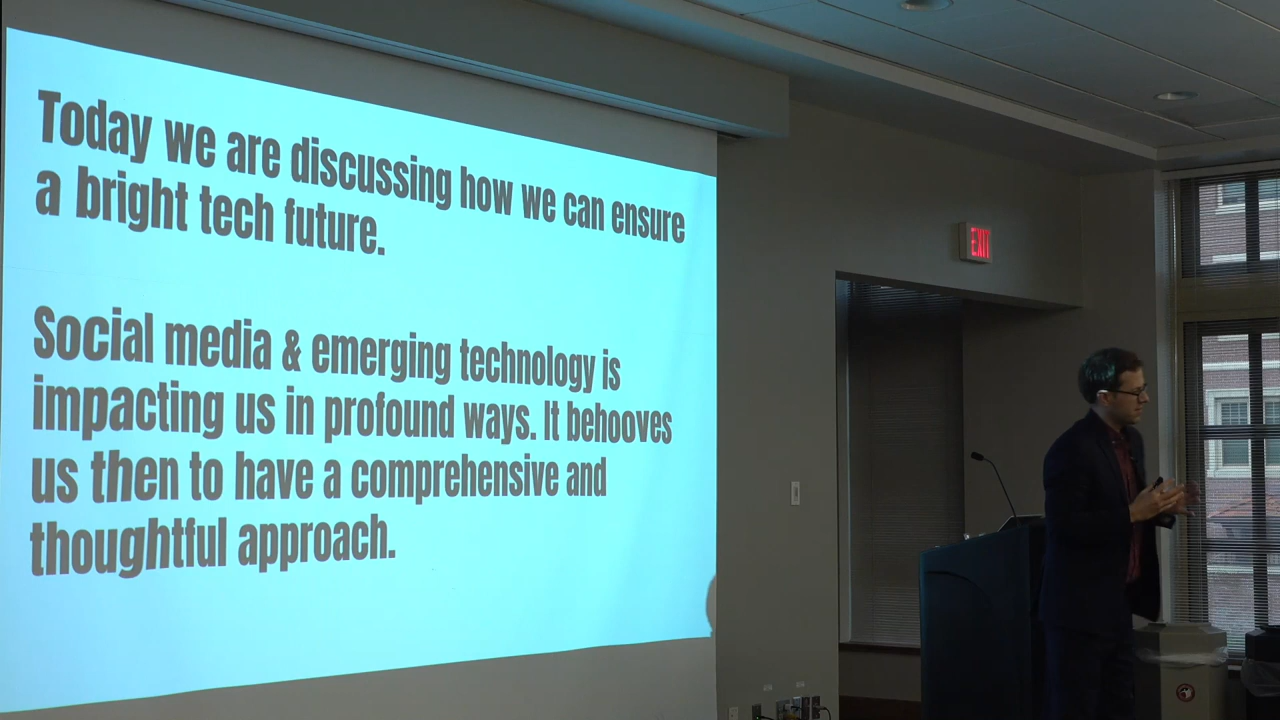 Today we are discussing how we can ensure
a bright tech future.
Social media & emerging technology is
impacting us in profound ways. It behooves
us then to have a comprehensive and
thoughtful approach.
EXIT